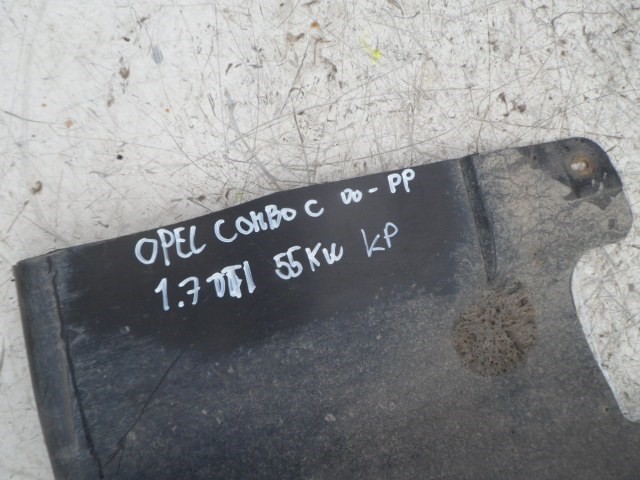 OPEL COMBO C 00- PP
1.7 DTI 55KW KP